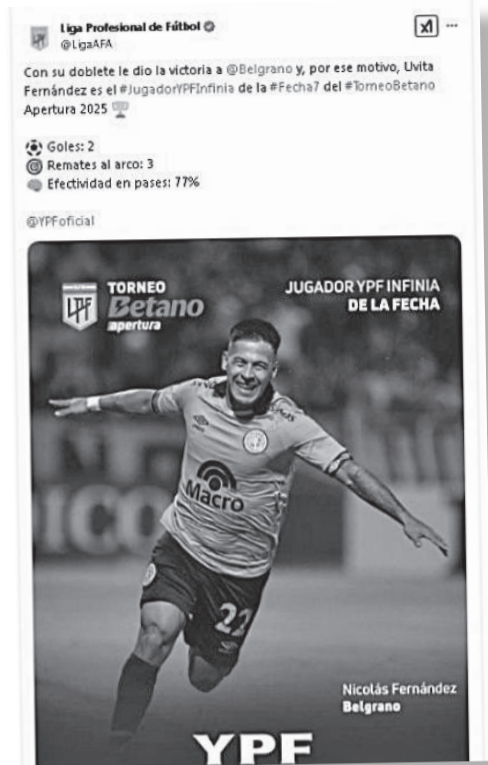 Liga Profesional de Fútbol
@LigaAFA
Con su doblete le dio la victoria a @Belgrano y, por ese motivo, Uvita
Fernández es el #JugadorYPFInfinia de la #Fecha7 del #TorneoBetano
Apertura 2025
Goles: 2
Remates al arco: 3
Efectividad en pases: 77%
@YPFoficial
LPF
TORNEO
Betano
apertura
JUGADOR YPF INFINIA
DE LA FECHA
Macro
22
Nicolás Fernández
Belgrano
YPF